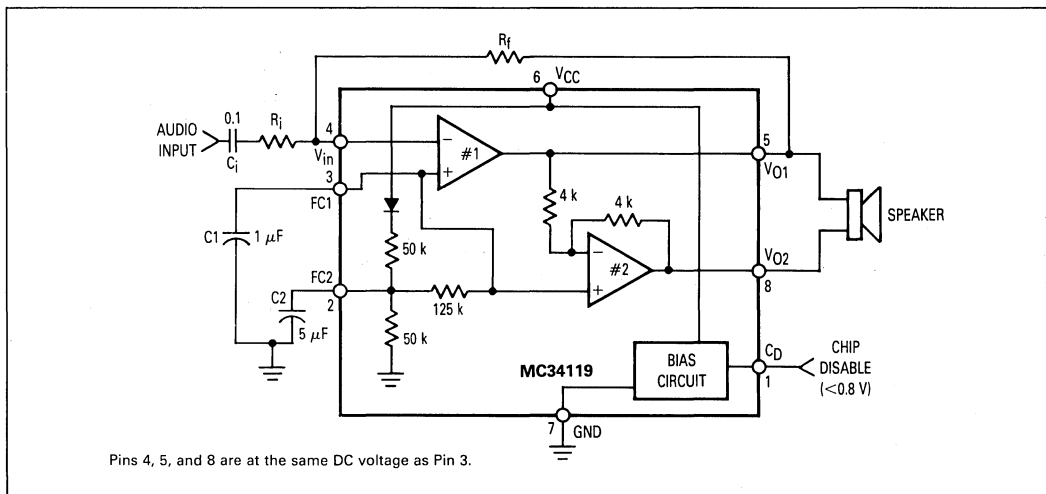 Rf
6 VCC
AUDIO
INPUT
0.1
Ci
Ri
4
Vin
3
FC1
−
+
#1
5
VO1
4 k
4 k
SPEAKER
50 k
C1
1 μF
FC2
2
C2
5 μF
125 k
−
+
#2
VO2
8
50 k
MC34119
BIAS
CIRCUIT
CD
1
CHIP
DISABLE
(<0.8 V)
7
GND
Pins 4, 5, and 8 are at the same DC voltage as Pin 3.